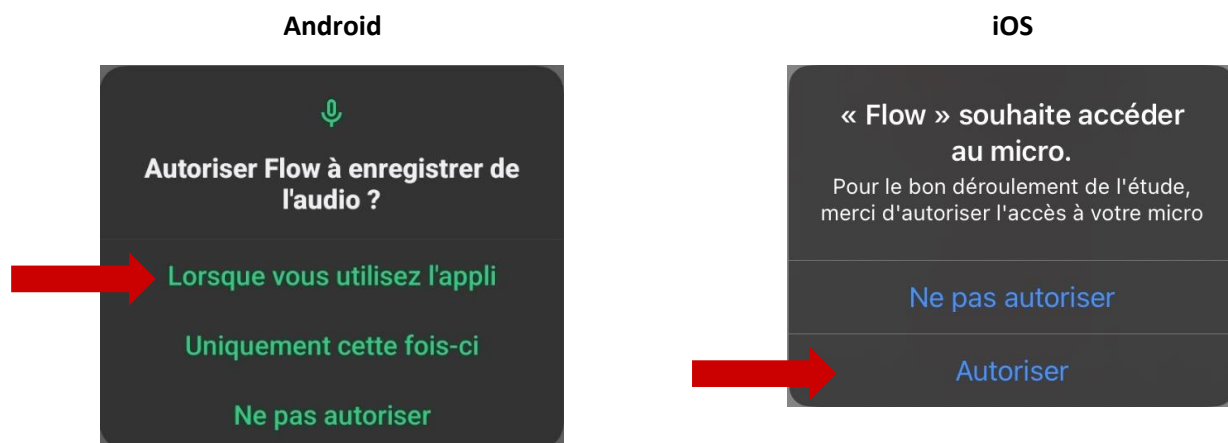 Android
Autoriser Flow à enregistrer de
l'audio ?
Lorsque vous utilisez l'appli
Uniquement cette fois-ci
Ne pas autoriser
iOS
« Flow » souhaite accéder
au micro.
Pour le bon déroulement de l'étude,
merci d'autoriser l'accès à votre micro
Ne pas autoriser
Autoriser